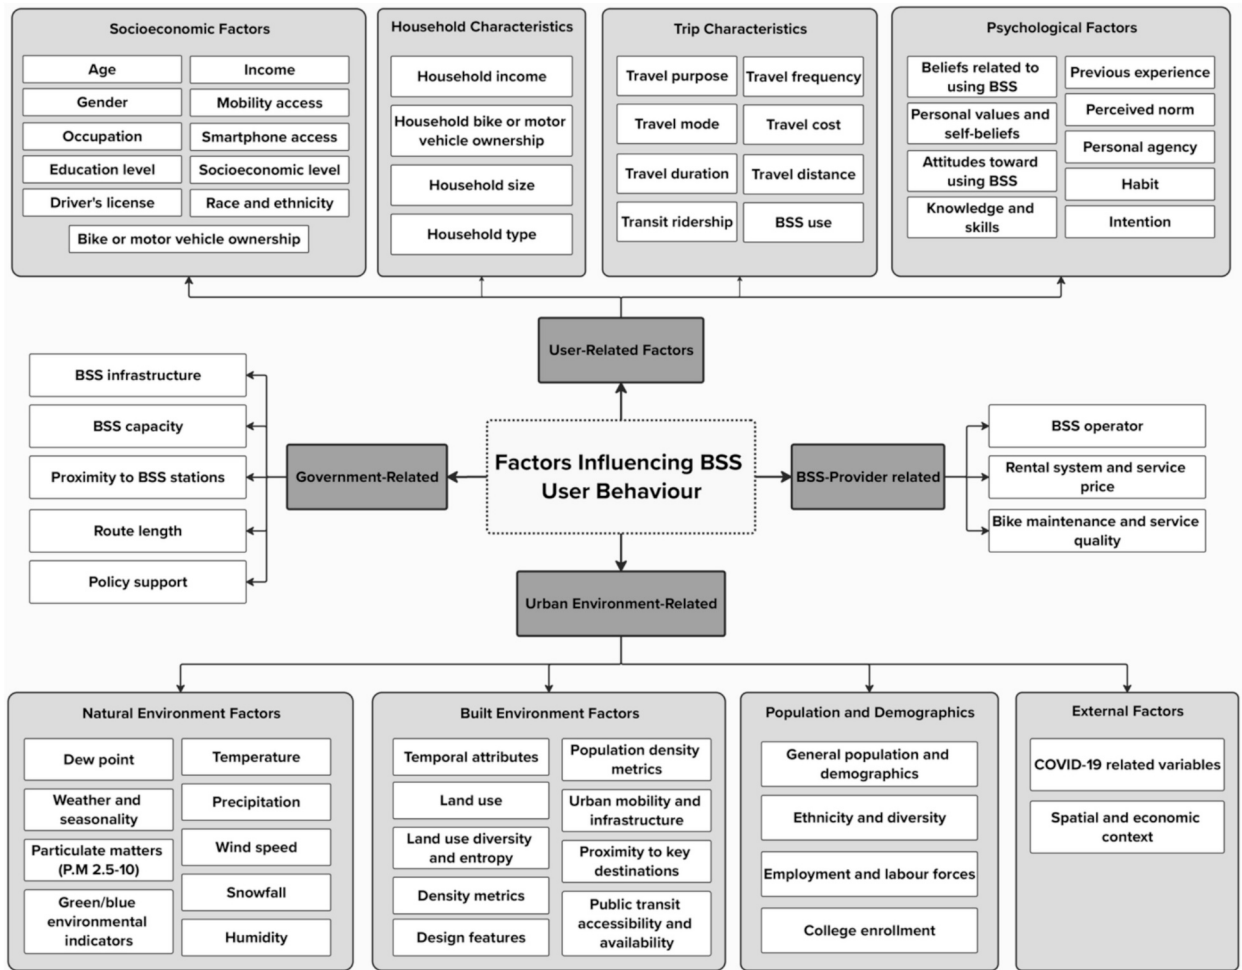 Socioeconomic Factors
Age
Income
Gender
Mobility access
Occupation
Smartphone access
Education level
Socioeconomic level
Driver's license
Race and ethnicity
Bike or motor vehicle ownership
Household Characteristics
Household income
Household bike or motor
vehicle ownership
Household size
Household type
Trip Characteristics
Travel purpose
Travel frequency
Travel mode
Travel cost
Travel duration
Travel distance
Transit ridership
BSS use
Psychological Factors
Beliefs related to
using BSS
Previous experience
Personal values and
self-beliefs
Perceived norm
Attitudes toward
using BSS
Personal agency
Knowledge and
skills
Habit
Intention
User-Related Factors
BSS infrastructure
BSS capacity
Proximity to BSS stations
Route length
Policy support
Government-Related
Factors Influencing BSS
User Behaviour
BSS-Provider related
BSS operator
Rental system and service
price
Bike maintenance and service
quality
Urban Environment-Related
Natural Environment Factors
Dew point
Temperature
Weather and
seasonality
Precipitation
Particulate matters
(P.M 2.5-10)
Wind speed
Green/blue
environmental
indicators
Snowfall
Humidity
Built Environment Factors
Temporal attributes
Population density
metrics
Land use
Urban mobility and
infrastructure
Land use diversity
and entropy
Proximity to key
destinations
Density metrics
Public transit
accessibility and
availability
Design features
Population and Demographics
General population and
demographics
Ethnicity and diversity
Employment and labour forces
College enrollment
External Factors
COVID-19 related variables
Spatial and economic
context